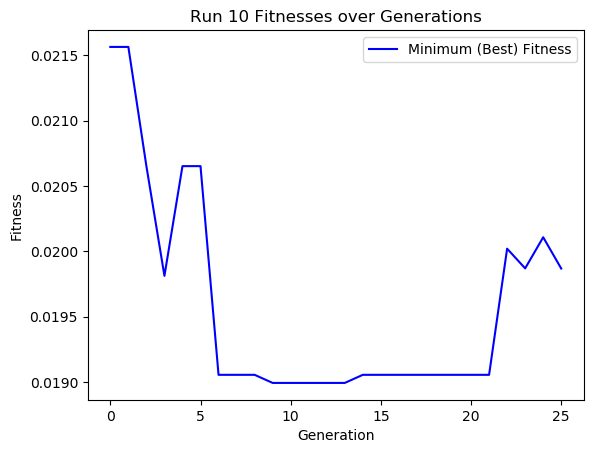 Run 10 Fitnesses over Generations
Minimum (Best) Fitness
Fitness
0.0215
0.0210
0.0205
0.0200
0.0195
0.0190
0 5 10 15 20 25
Generation